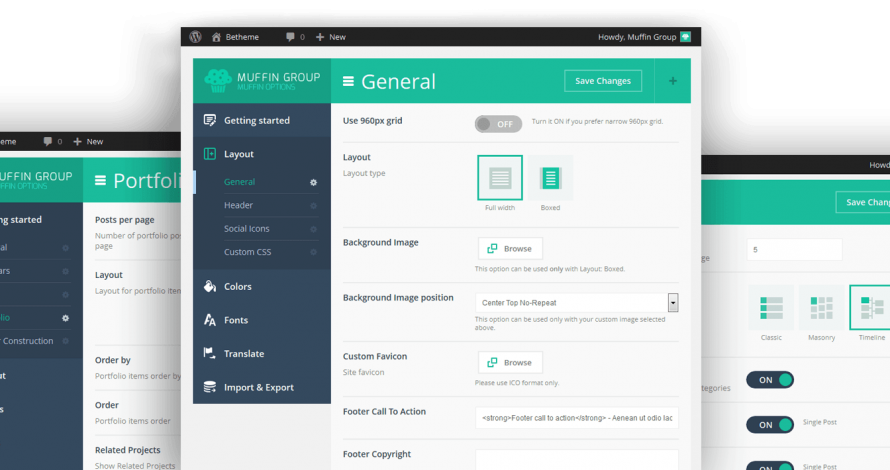 Betheme 0 + New Howdy, Muffin Group
MUFFIN GROUP
MUFFIN OPTIONS
General
Save Changes
+
Getting started
Layout
General
Header
Social Icons
Custom CSS
Colors
Fonts
Translate
Import & Export
Use 960px grid
OFF
Turn it ON if you prefer narrow 960px grid.
Layout
Layout type
Full width
Boxed
Background Image
Browse
This option can be used only with Layout: Boxed.
Background Image position
Center Top No-Repeat
This option can be used only with your custom image selected
above.
Custom Favicon
Site favicon
Browse
Please use ICO format only.
Footer Call To Action
<strong>Footer call to action</strong> - Aenean ut odio lac
Footer Copyright
eme 0 + New
UFFIN GROUP
FFIN OPTIONS
Portfoli
ng started
al
ars
lio
r Construction
ut
s
Posts per page
Number of portfolio po
page
Layout
Layout for portfolio item
Order by
Portfolio items order by
Order
Portfolio items order
Related Projects
Show Related Projects
Howd
Save Chang
ge
5
Classic
Masonry
Timeline
tegories
ON
ON
Single Post
ON
Single Post